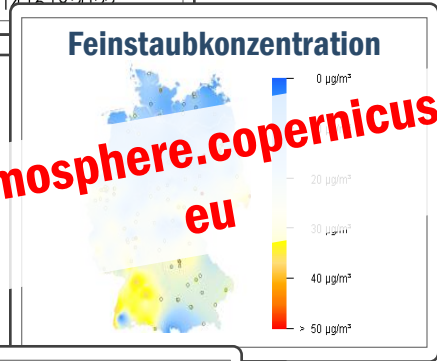 Feinstaubkonzentration
0 µg/m³
mosphere.copernicus
20 µg/m³
eu
30 µg/m³
40 µg/m³
> 50 µg/m³